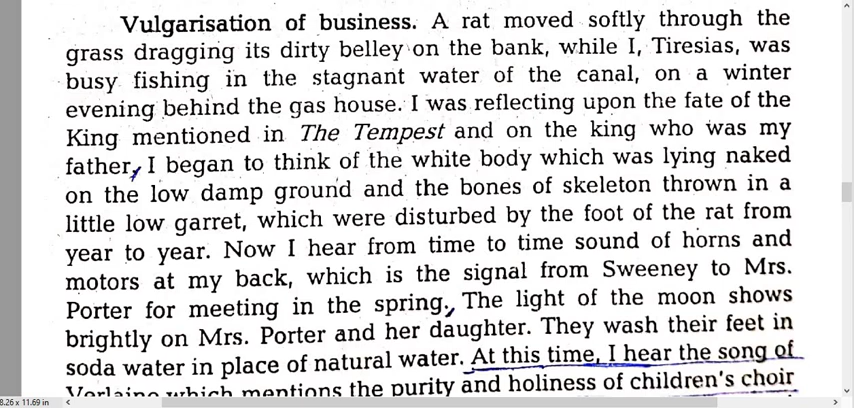 Vulgarisation of business. A rat moved softly through the
grass dragging its dirty belley on the bank, while I, Tiresias, was
busy fishing in the stagnant water of the canal, on a winter
evening behind the gas house. I was reflecting upon the fate of the
King mentioned in The Tempest and on the king who was my
father, I began to think of the white body which was lying naked
on the low damp ground and the bones of skeleton thrown in a
little low garret, which were disturbed by the foot of the rat from
year to year. Now I hear from time to time sound of horns and
motors at my back, which is the signal from Sweeney to Mrs.
Porter for meeting in the spring, The light of the moon shows
brightly on Mrs. Porter and her daughter. They wash their feet in
soda water in place of natural water. At this time, I hear the song of
Verlaine which mentions the purity and holiness of children's choir
8.26 x 11.69 in